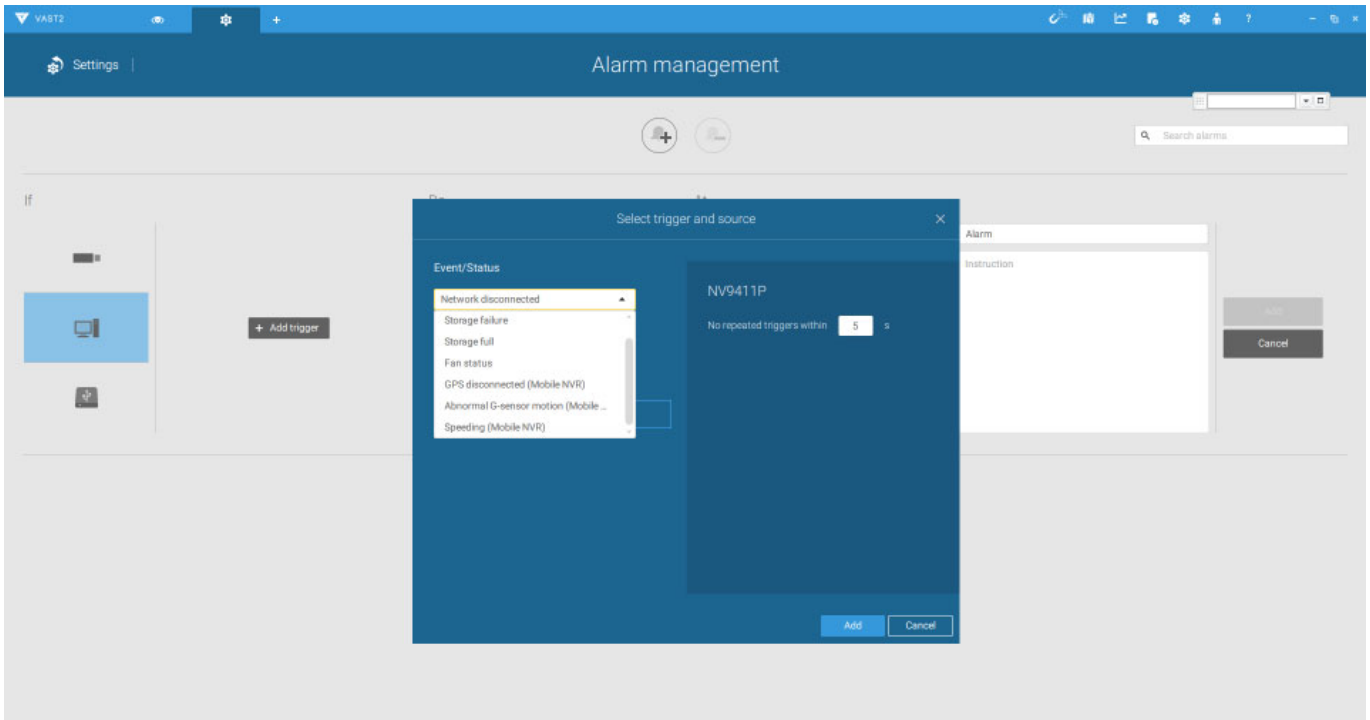 VAST2
+
?
Settings
Alarm management
Search alarms
If
Select trigger and source
Alarm
Event/Status
Instruction
Network disconnected
NV9411P
Storage failure
No repeated triggers within 5 s
+ Add trigger
Storage full
Add
Cancel
Fan status
GPS disconnected (Mobile NVR)
Abnormal G-sensor motion (Mobile ...
Speeding (Mobile NVR)
Add
Cancel